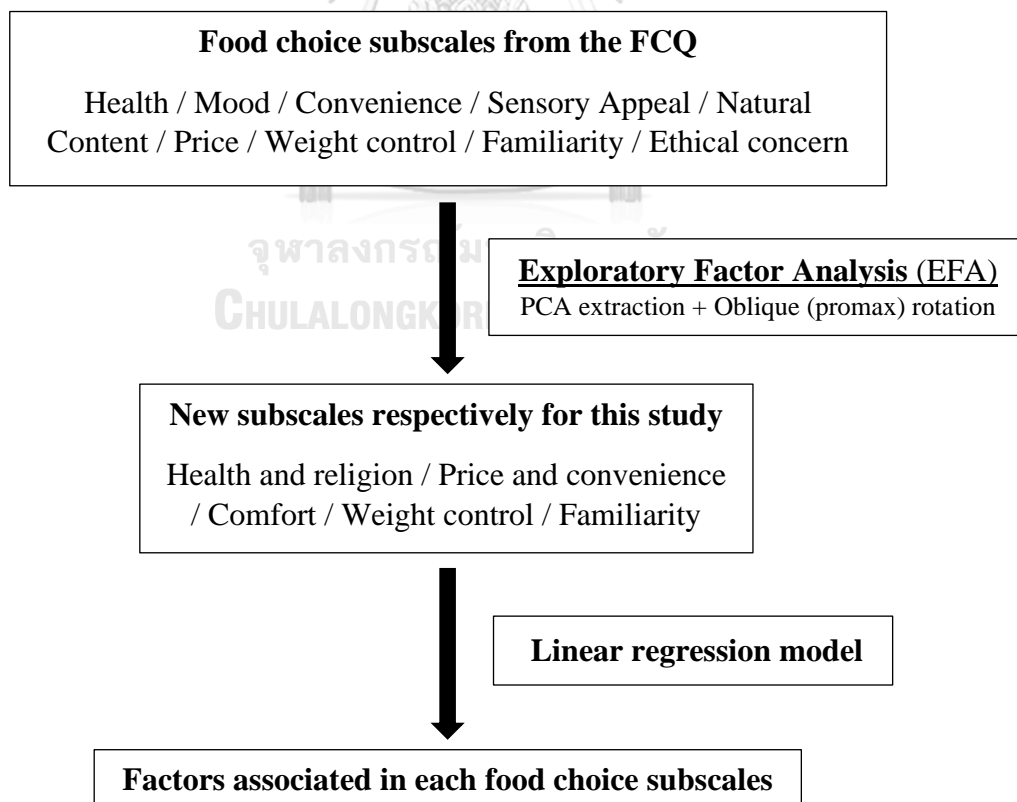 Food choice subscales from the FCQ
Health / Mood / Convenience / Sensory Appeal / Natural
Content / Price / Weight control / Familiarity / Ethical concern
Exploratory Factor Analysis (EFA)
PCA extraction + Oblique (promax) rotation
New subscales respectively for this study
Health and religion / Price and convenience
/ Comfort / Weight control / Familiarity
Linear regression model
Factors associated in each food choice subscales